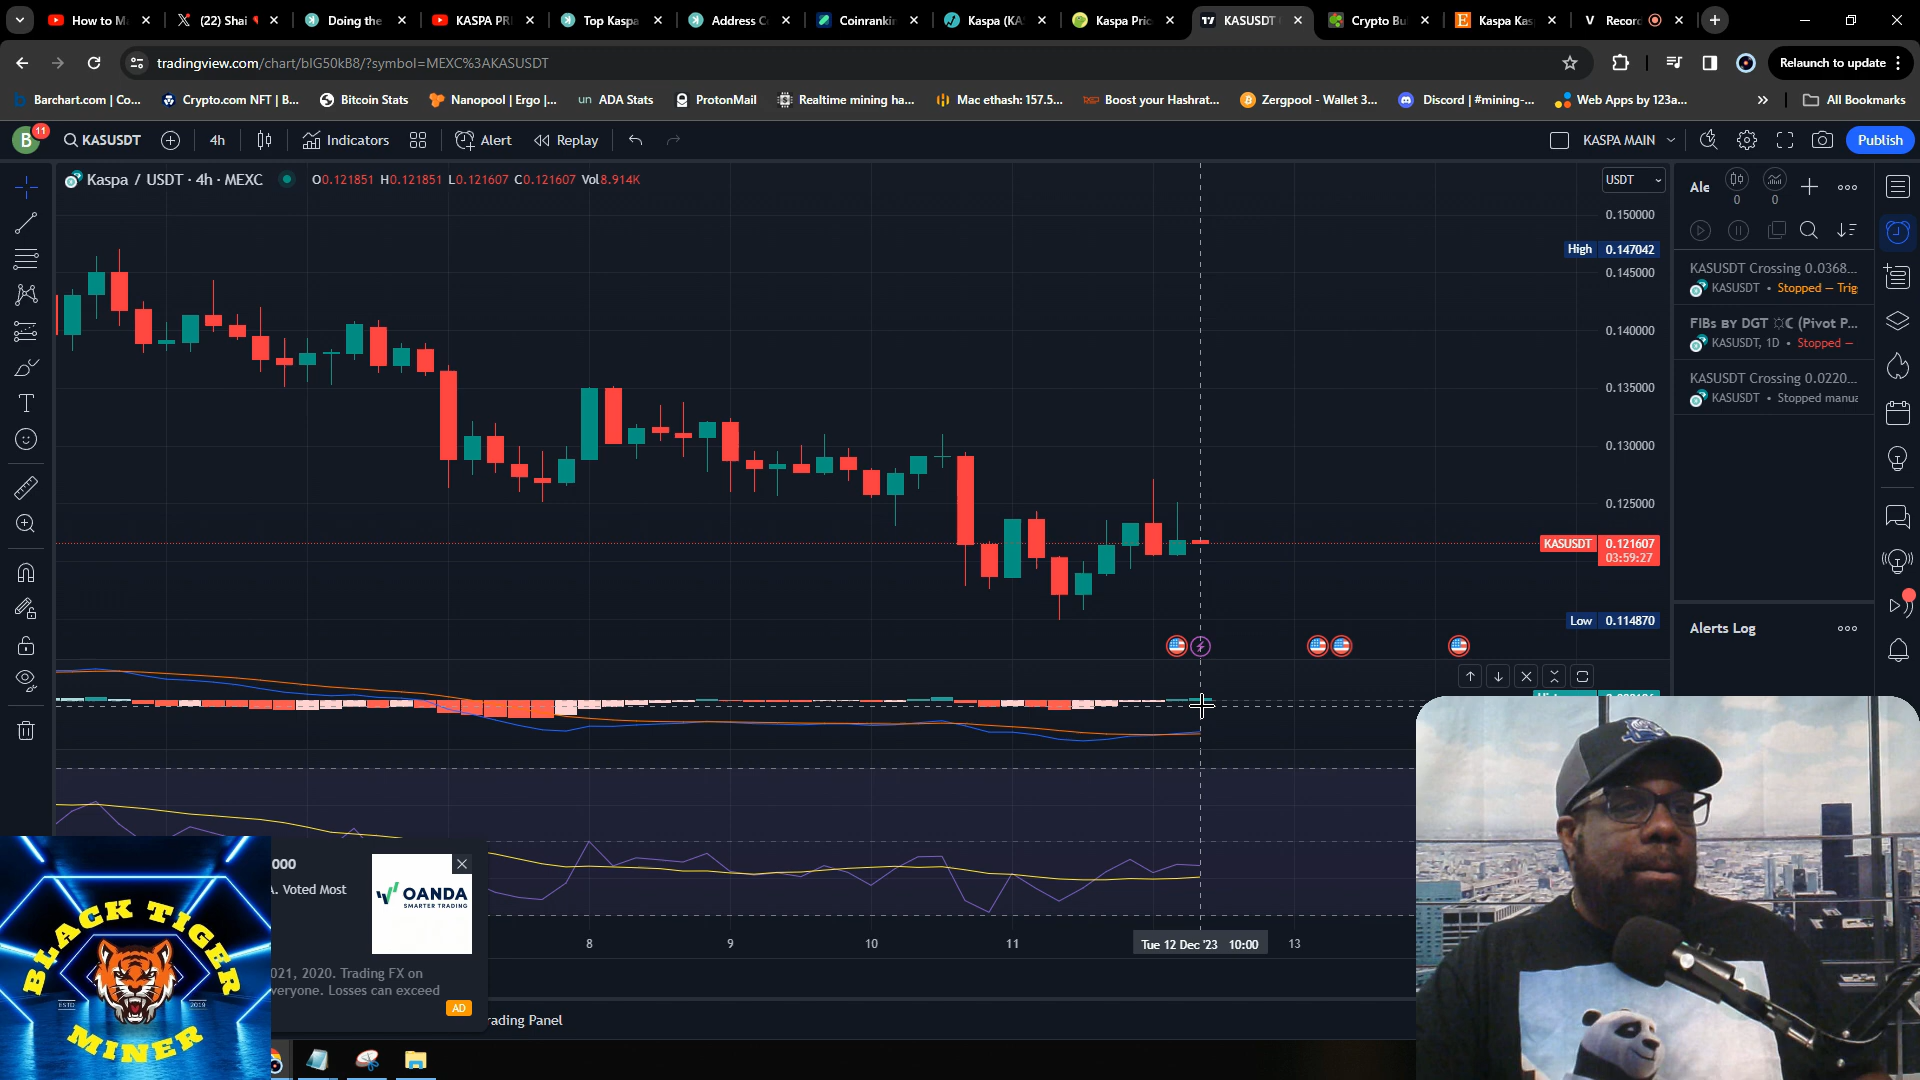 How to M
(22) Shai
Doing the
KASPA PR
Top Kaspa
Address C
Coinranki
Kaspa (KA
Kaspa Pric
KASUSDT
Crypto Bu
Kaspa Kas
Recor
tradingview.com/chart/bIG50kB8/?symbol=MEXC%3AKASUSDT
Relaunch to update
Barchart.com | Co...
Crypto.com NFT | B...
Bitcoin Stats
Nanopool | Ergo |...
ADA Stats
ProtonMail
Realtime mining ha...
Mac ethash: 157.5...
Boost your Hashrat...
Zergpool - Wallet 3...
Discord | #mining-...
Web Apps by 123a...
All Bookmarks
B
11
KASUSDT
4h
Indicators
Alert
Replay
KASPA MAIN
Publish
Kaspa / USDT · 4h · MEXC
O0.121851 H0.121851 L0.121607 C0.121607 Vol8.914K
USDT
0.150000
High 0.147042
0.145000
0.140000
0.135000
0.130000
0.125000
KASUSDT 0.121607
03:59:27
Low 0.114870
Ale
0
0
KASUSDT Crossing 0.0368...
KASUSDT • Stopped — Trig
FIBs BY DGT (Pivot P...
KASUSDT, 1D • Stopped —
KASUSDT Crossing 0.0220...
KASUSDT • Stopped manua
Alerts Log
8
9
10
11
Tue 12 Dec '23 10:00
13
000
. Voted Most
OANDA
SMARTER TRADING
021, 2020. Trading FX on
veryone. Losses can exceed
AD
rading Panel
BLACK TIGER
ESTD
2019
MINER